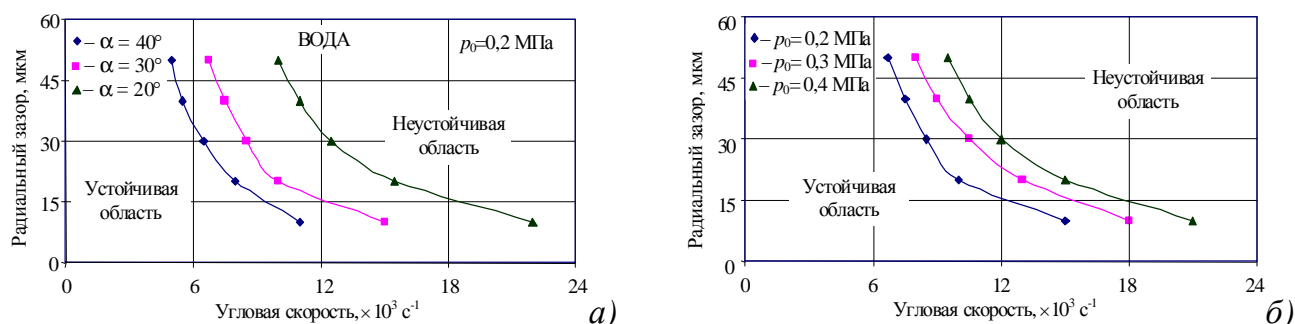 60
45
30
15
0
Радиальный зазор, мкм
– α = 40°
– α = 30°
– α = 20°
ВОДА
p₀=0,2 МПа
Неустойчивая
область
Устойчивая
область
0 6 12 18 24
Угловая скорость, × 10³ с⁻¹
а)
60
45
30
15
0
Радиальный зазор, мкм
– p₀= 0,2 МПа
– p₀= 0,3 МПа
– p₀= 0,4 МПа
Неустойчивая
область
Устойчивая
область
0 6 12 18 24
Угловая скорость, × 10³ с⁻¹
б)